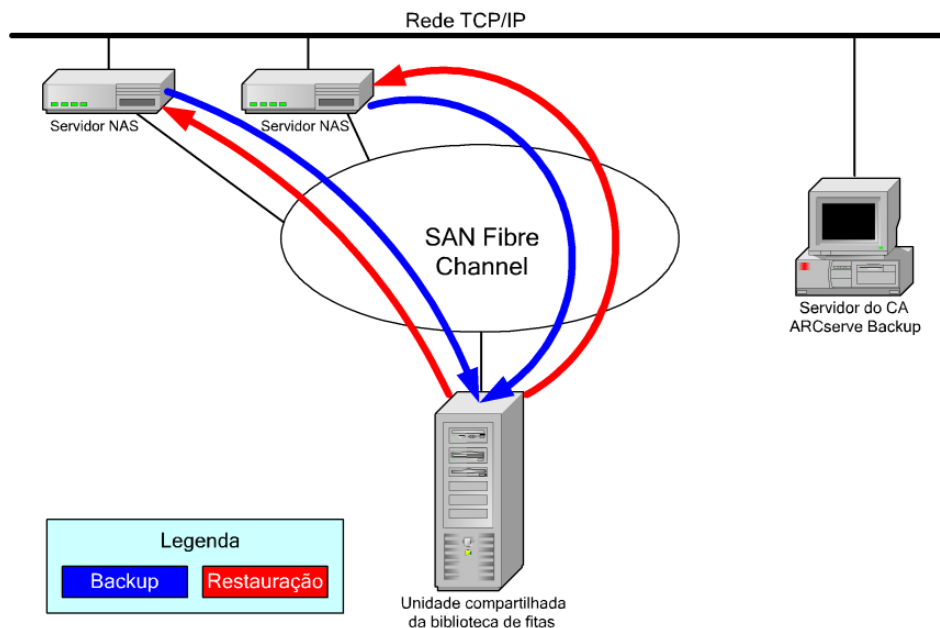 Rede TCP/IP
Servidor NAS
Servidor NAS
SAN Fibre
Channel
Servidor do CA
ARCserve Backup
Legenda
Backup
Restauração
Unidade compartilhada
da biblioteca de fitas